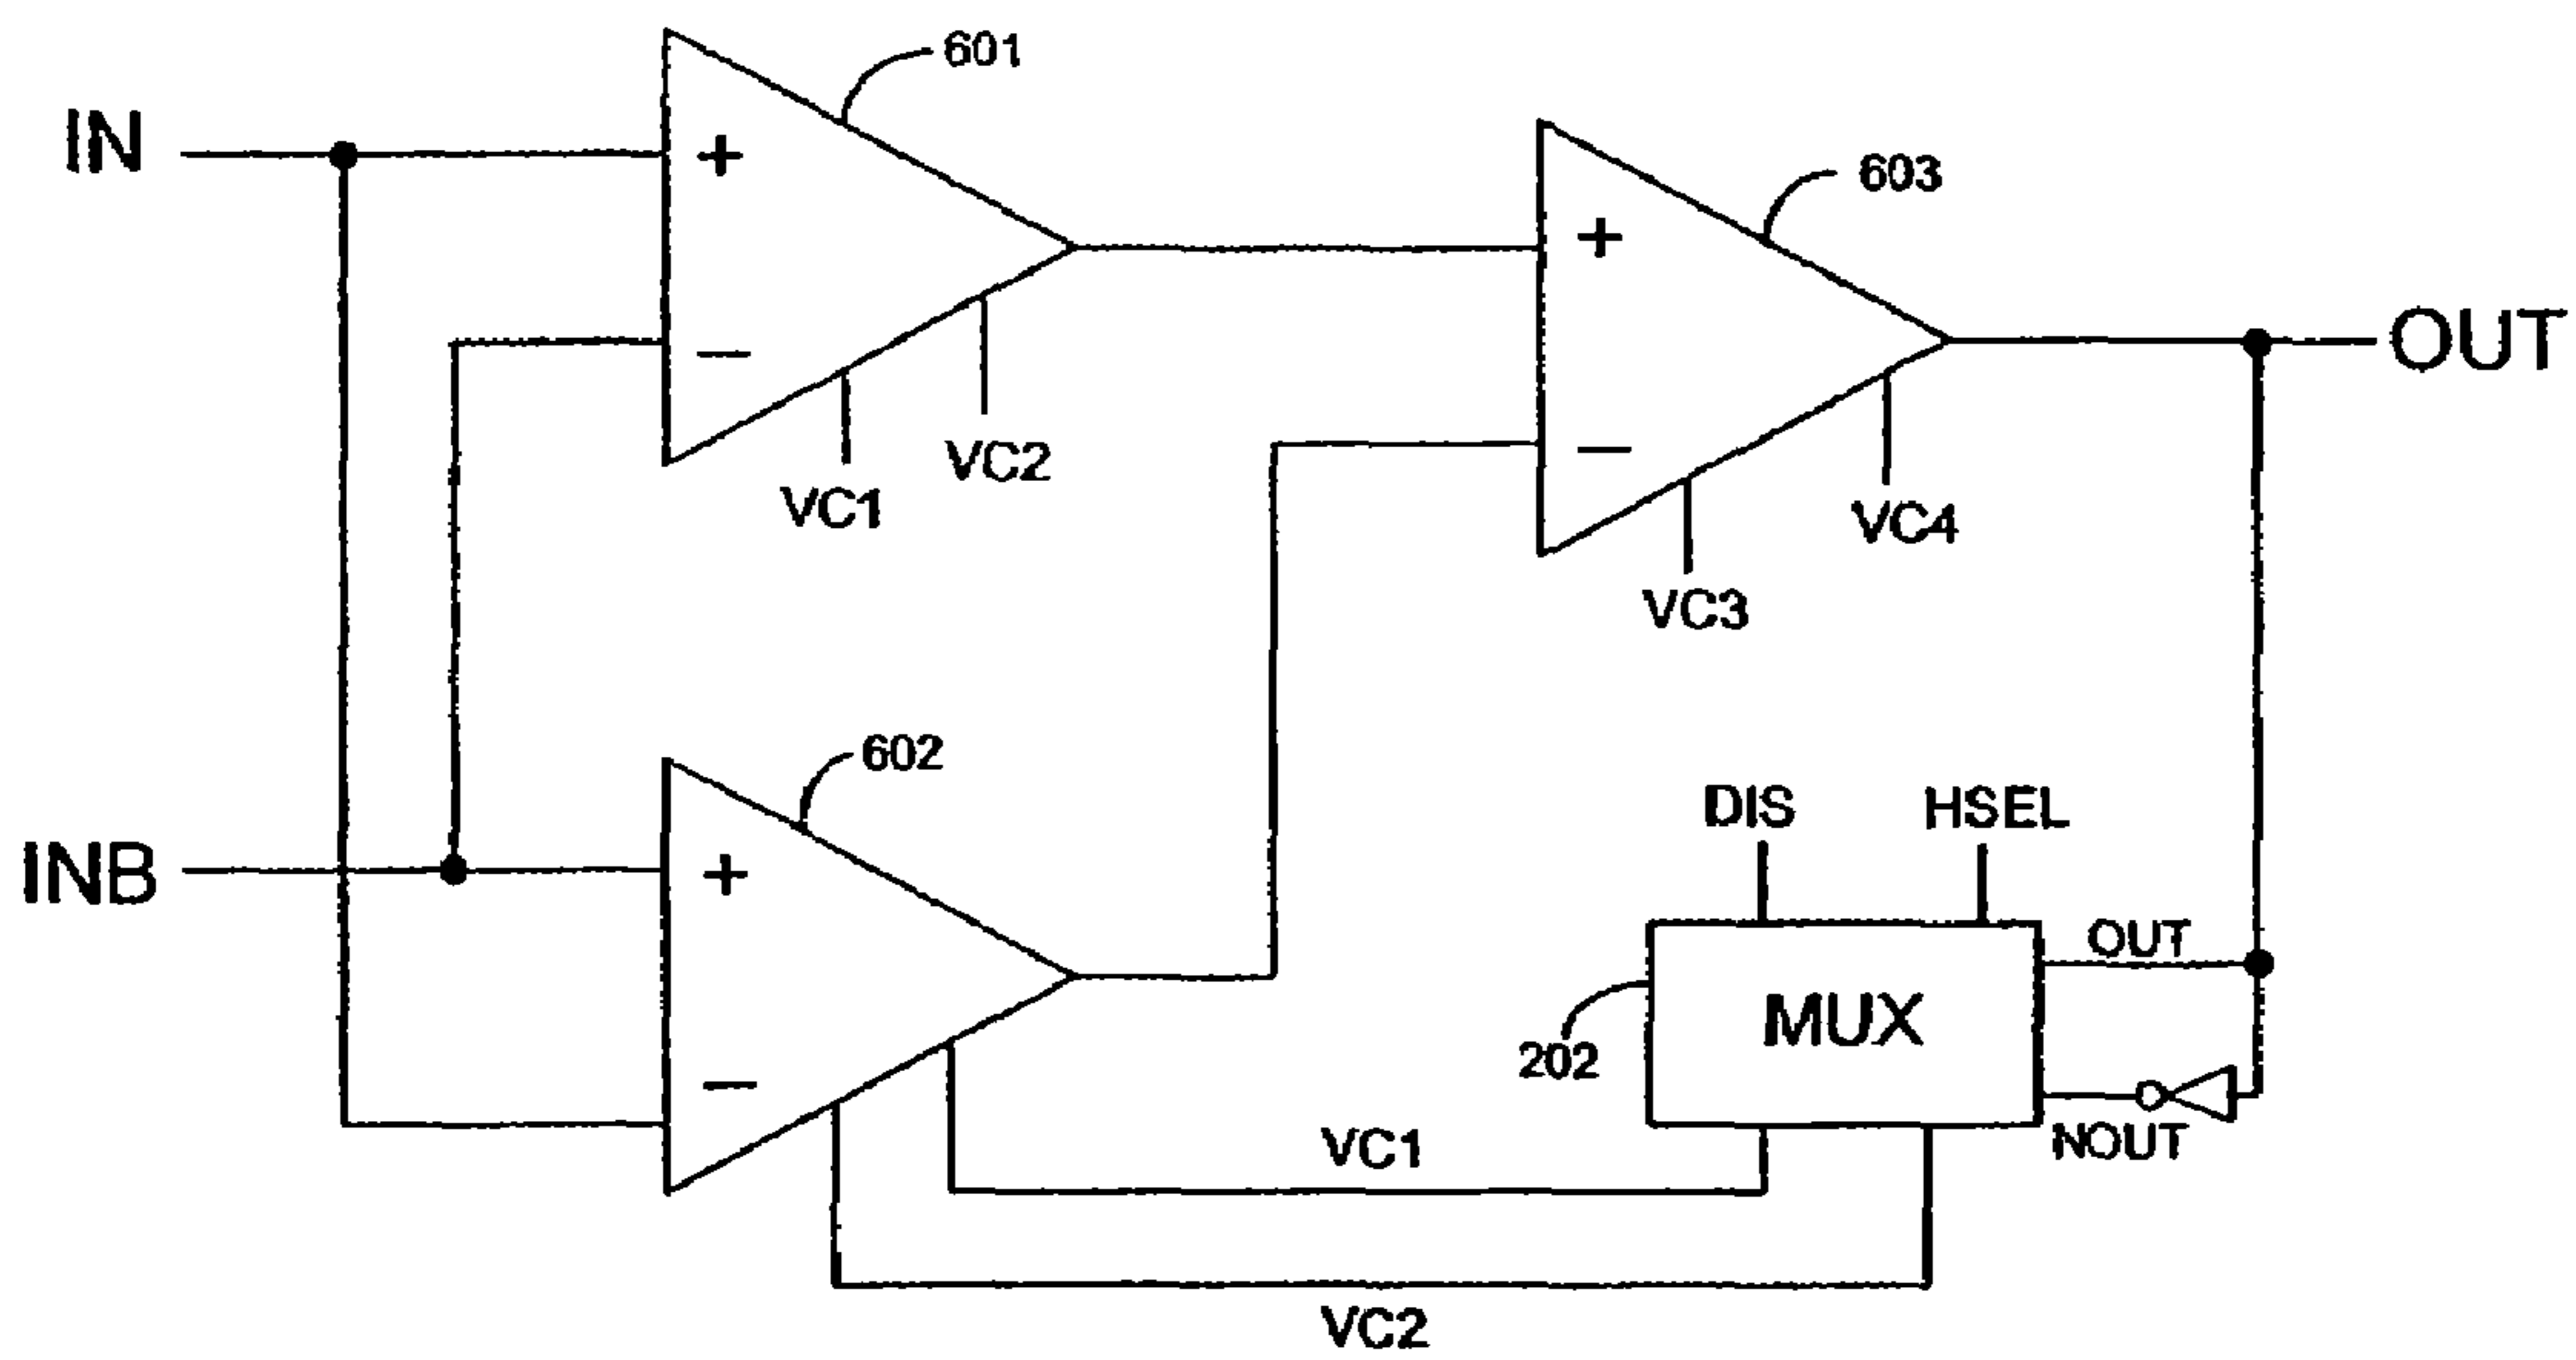 601
IN
+
603
+
–
OUT
VC2
–
VC1
VC4
VC3
602
DIS
HSEL
INB
+
OUT
MUX
202
–
VC1
NOUT
VC2